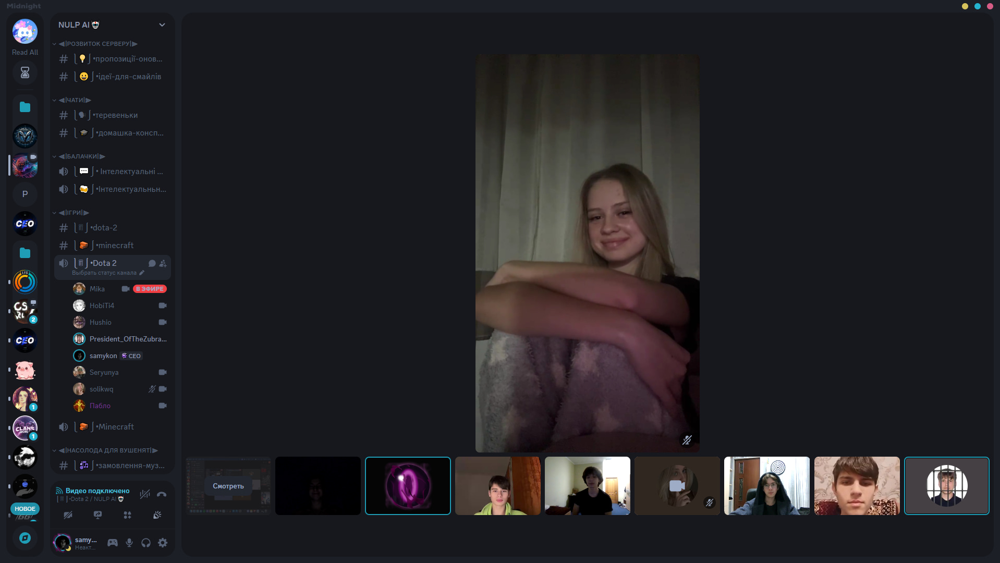 Midnight
Read All
P
CEO
LFG
CS
2
CEO
1
CLANS
WORLD
1
НОВОЕ
NULP AI
РОЗВИТОК СЕРВЕРУ
•пропозиції-онов...
•ідеї-для-смайлів
ЧАТИ
•теревеньки
•домашка-консп...
БАЛАЧКИ
• Інтелектуальні ...
•Інтелектуальньн...
ІГРИ
•dota-2
•minecraft
•Dota 2
Выбрать статус канала
Mika В ЭФИРЕ
HobiTi4
Hushio
President_OfTheZubra...
samykon CEO
Seryunya
solikwq
Пабло
•Minecraft
НАСОЛОДА ДЛЯ ВУШЕНЯТ
•замовлення-муз...
Видео подключено
•Dota 2 / NULP AI
samy...
Неакт...
Смотреть